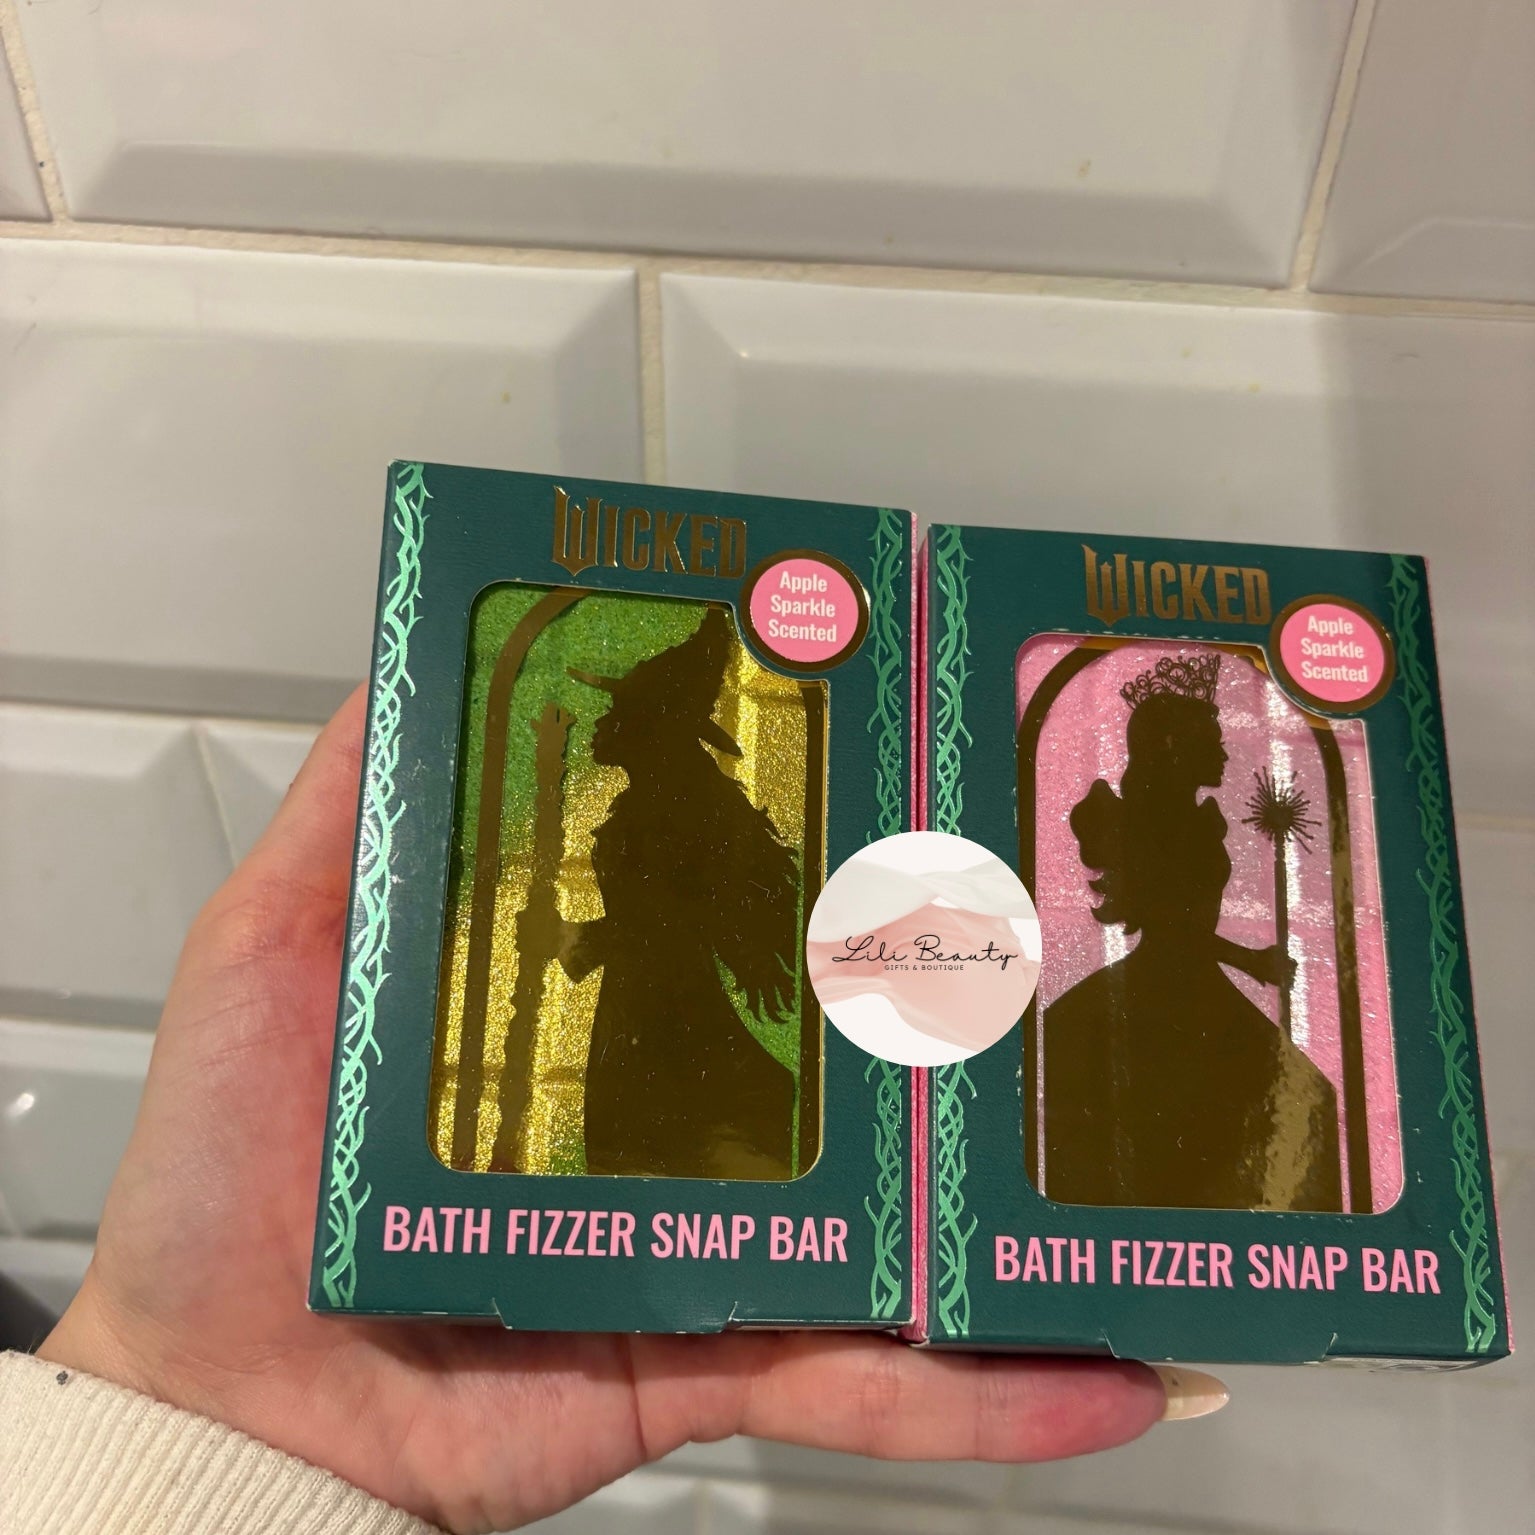 WICKED
Apple
Sparkle
Scented
BATH FIZZER SNAP BAR
WICKED
Apple
Sparkle
Scented
BATH FIZZER SNAP BAR
Lili Beauty
GIFTS & BOUTIQUE